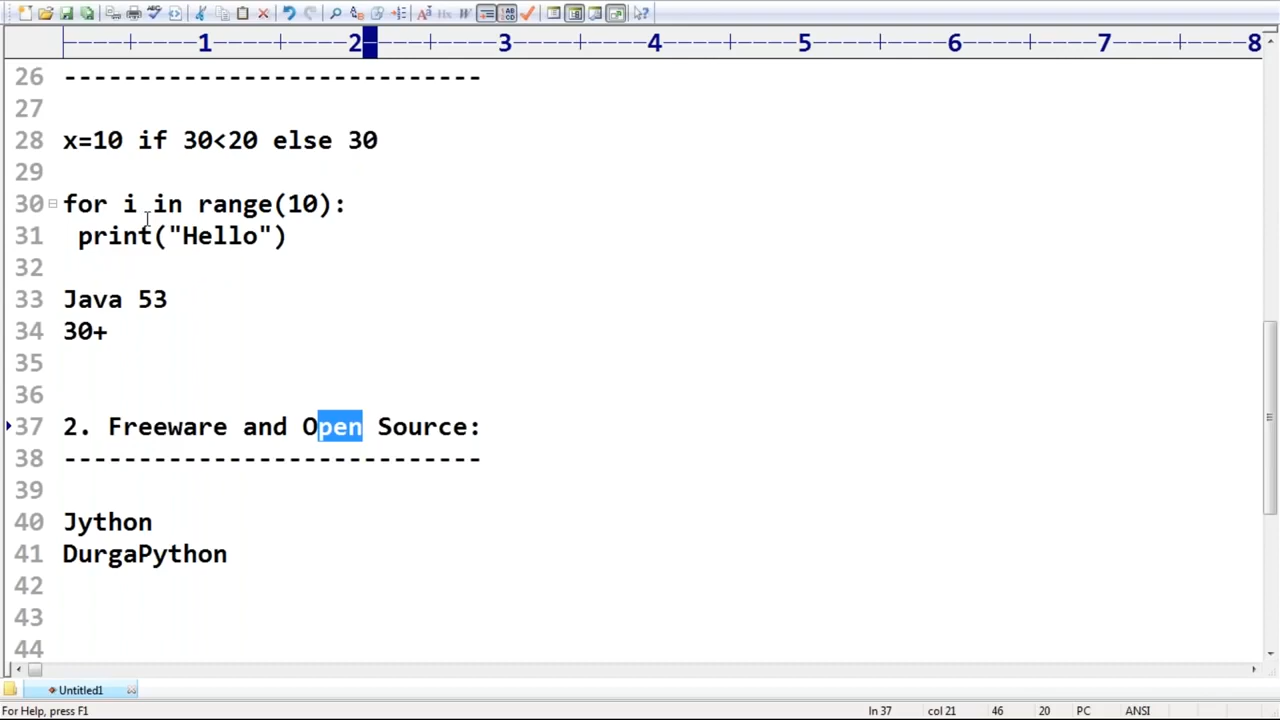 1 2 3 4 5 6 7 8
26 ----------------------------
27
28 x=10 if 30<20 else 30
29
30 for i in range(10):
31  print("Hello")
32
33 Java 53
34 30+
35
36
37 2. Freeware and Open Source:
38 ----------------------------
39
40 Jython
41 DurgaPython
42
43
44
Untitled1
For Help, press F1 ln 37 col 21 46 20 PC ANSI